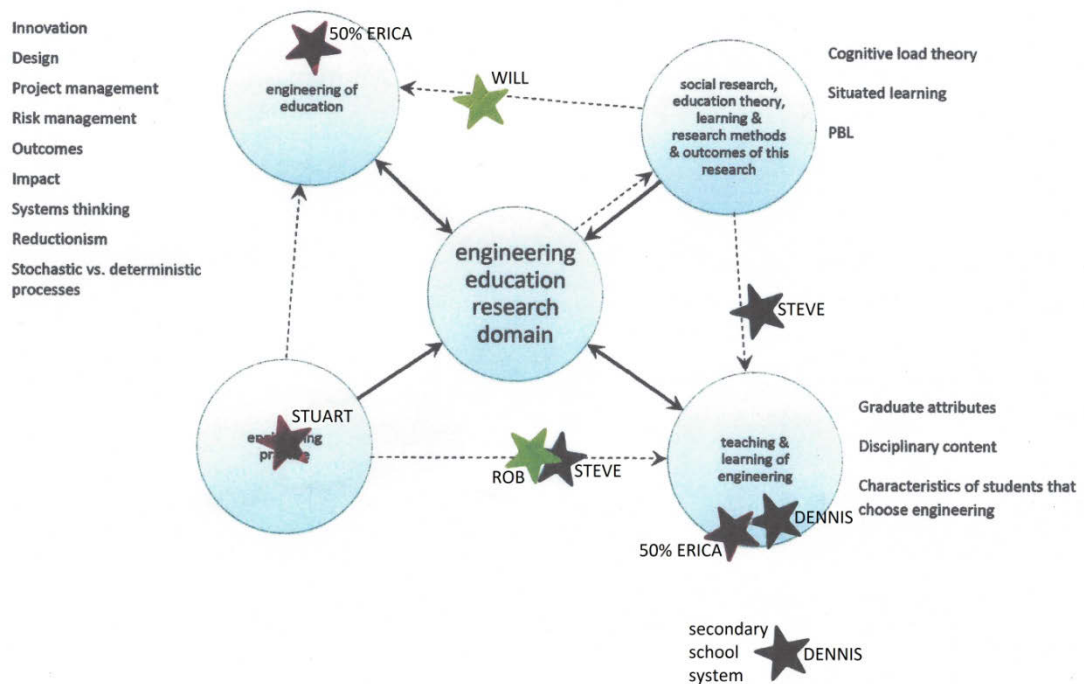 Innovation
Design
Project management
Risk management
Outcomes
Impact
Systems thinking
Reductionism
Stochastic vs. deterministic
processes
50% ERICA
engineering of
education
WILL
social research,
education theory,
learning &
research methods
& outcomes of this
research
Cognitive load theory
Situated learning
PBL
engineering
education
research
domain
STEVE
STUART
ROB
STEVE
teaching &
learning of
engineering
50% ERICA
DENNIS
Graduate attributes
Disciplinary content
Characteristics of students that
choose engineering
secondary
school
system
DENNIS